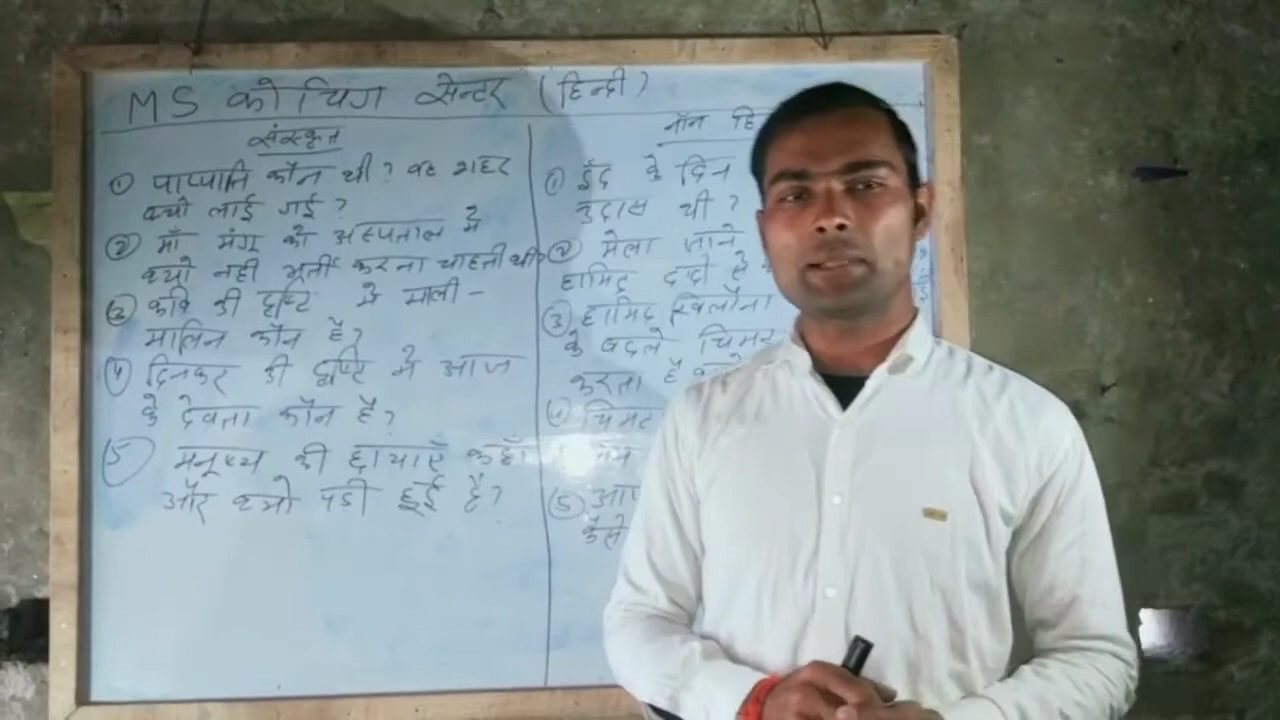 MS कोचिग सेन्टर (हिन्दी)
संस्कृत
① पाप्पाति कौन थी? वह शहर
क्यो लाई गई?
② माँ मंगु को अस्पताल मे
क्यो नही भर्ती करना चाहती थी?
③ कवि की दृष्टि मे माली -
मालिन कौन है?
④ दिनकर की दृष्टि मे आज
के देवता कौन है?
⑤ मनुष्य की छायाएँ कहाँ
और क्यो पडी हुई है?
नॉन हि
① ईद के दिन
उदास थी?
② मेला जाने
हामिद दादी से
③ हामिद खिलौना
के बदले चिमट
करता है
④ चिमट
⑤ आप
कैसे